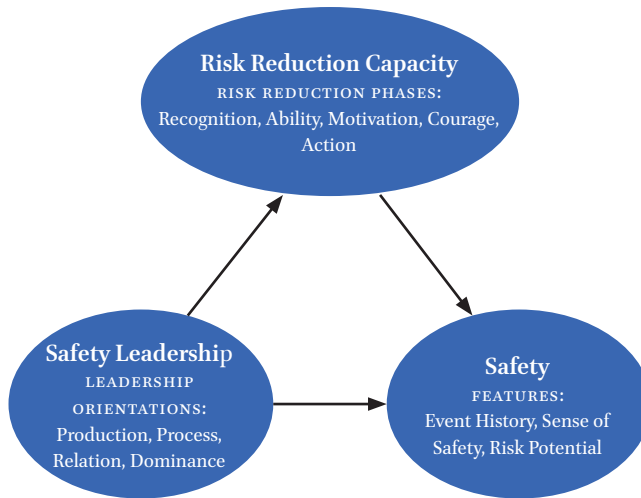 Risk Reduction Capacity
RISK REDUCTION PHASES:
Recognition, Ability, Motivation, Courage,
Action
Safety Leadership
LEADERSHIP
ORIENTATIONS:
Production, Process,
Relation, Dominance
Safety
FEATURES:
Event History, Sense of
Safety, Risk Potential